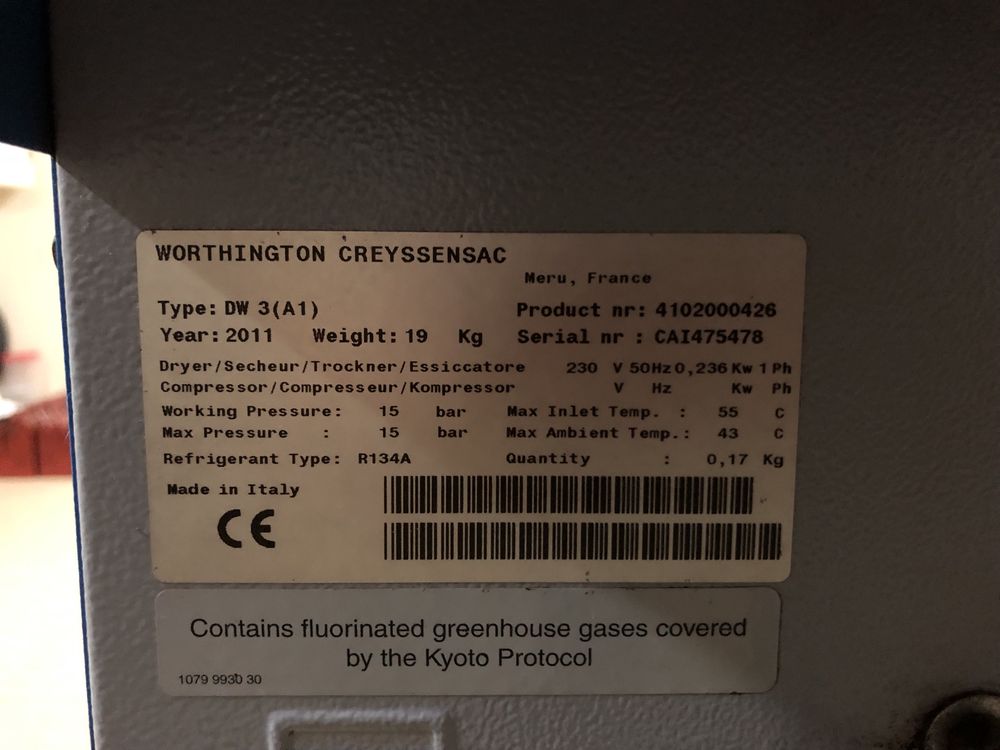 WORTHINGTON CREYSSENSAC
Meru, France
Type: DW 3(A1) Product nr: 4102000426
Year: 2011 Weight: 19 Kg Serial nr : CAI475478
Dryer/Secheur/Trockner/Essiccatore 230 V 50Hz 0,236 Kw 1 Ph
Compressor/Compresseur/Kompressor V Hz Kw Ph
Working Pressure: 15 bar Max Inlet Temp. : 55 C
Max Pressure : 15 bar Max Ambient Temp.: 43 C
Refrigerant Type: R134A Quantity : 0,17 Kg
Made in Italy
CE
Contains fluorinated greenhouse gases covered
by the Kyoto Protocol
1079 9930 30